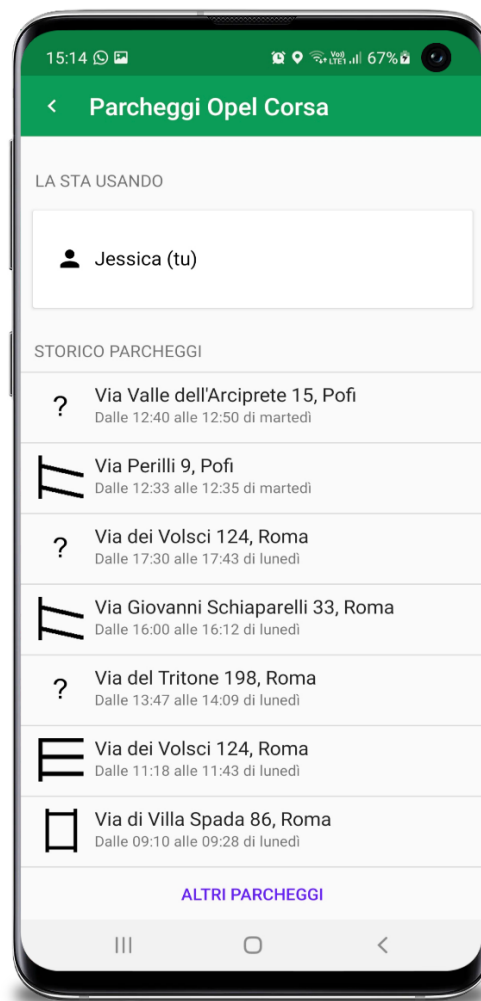 15:14 67%
Parcheggi Opel Corsa
LA STA USANDO
Jessica (tu)
STORICO PARCHEGGI
? Via Valle dell'Arciprete 15, Pofi
Dalle 12:40 alle 12:50 di martedì
Via Perilli 9, Pofi
Dalle 12:33 alle 12:35 di martedì
? Via dei Volsci 124, Roma
Dalle 17:30 alle 17:43 di lunedì
Via Giovanni Schiaparelli 33, Roma
Dalle 16:00 alle 16:12 di lunedì
? Via del Tritone 198, Roma
Dalle 13:47 alle 14:09 di lunedì
Via dei Volsci 124, Roma
Dalle 11:18 alle 11:43 di lunedì
Via di Villa Spada 86, Roma
Dalle 09:10 alle 09:28 di lunedì
ALTRI PARCHEGGI